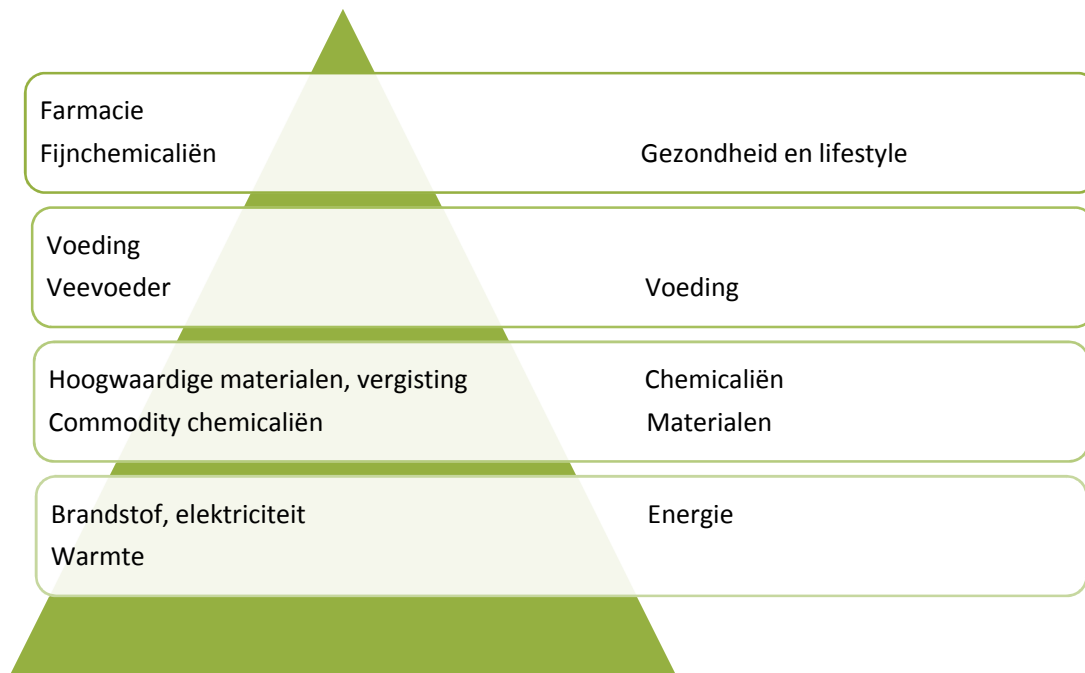 Farmacie
Fijnchemicaliën Gezondheid en lifestyle
Voeding
Veevoeder Voeding
Hoogwaardige materialen, vergisting Chemicaliën
Commodity chemicaliën Materialen
Brandstof, elektriciteit Energie
Warmte